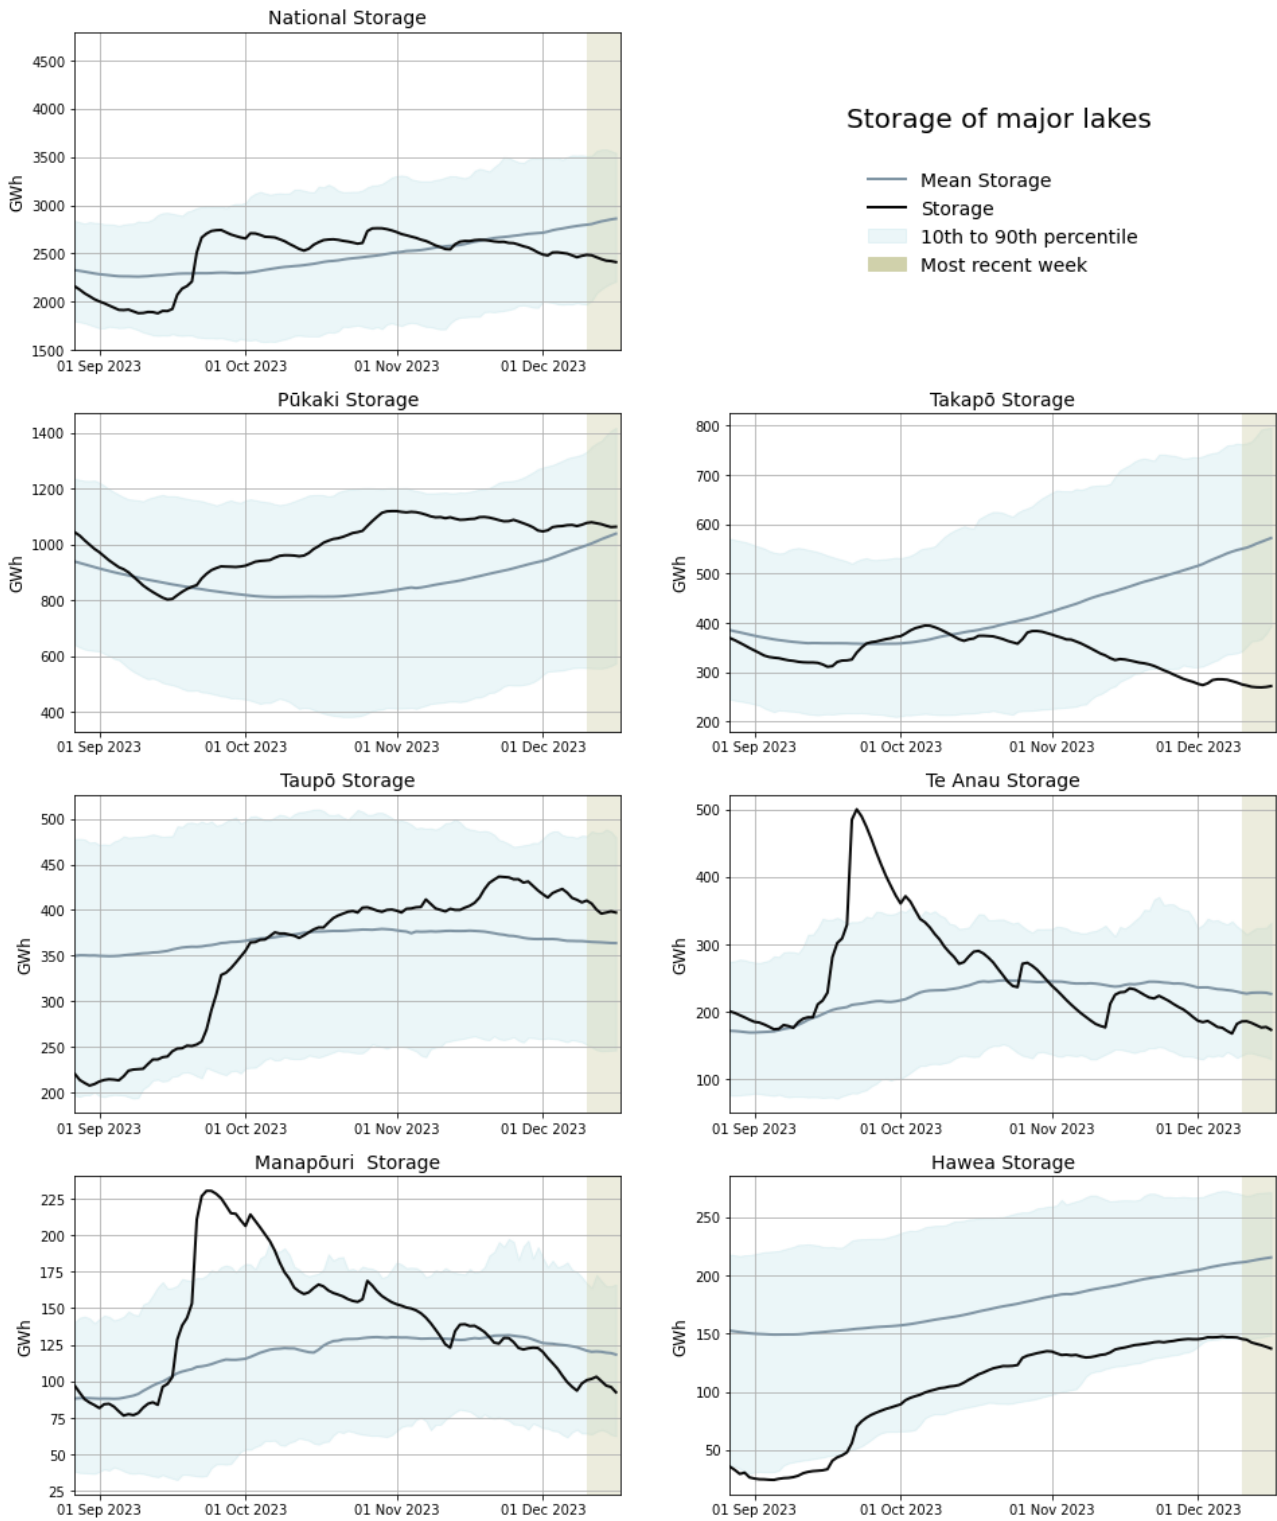 National Storage
4500
4000
3500
3000
2500
2000
1500
GWh
01 Sep 2023 01 Oct 2023 01 Nov 2023 01 Dec 2023
Storage of major lakes
Mean Storage
Storage
10th to 90th percentile
Most recent week
Pūkaki Storage
1400
1200
1000
800
600
400
GWh
01 Sep 2023 01 Oct 2023 01 Nov 2023 01 Dec 2023
Takapō Storage
800
700
600
500
400
300
200
GWh
01 Sep 2023 01 Oct 2023 01 Nov 2023 01 Dec 2023
Taupō Storage
500
450
400
350
300
250
200
GWh
01 Sep 2023 01 Oct 2023 01 Nov 2023 01 Dec 2023
Te Anau Storage
500
400
300
200
100
GWh
01 Sep 2023 01 Oct 2023 01 Nov 2023 01 Dec 2023
Manapōuri  Storage
225
200
175
150
125
100
75
50
25
GWh
01 Sep 2023 01 Oct 2023 01 Nov 2023 01 Dec 2023
Hawea Storage
250
200
150
100
50
GWh
01 Sep 2023 01 Oct 2023 01 Nov 2023 01 Dec 2023